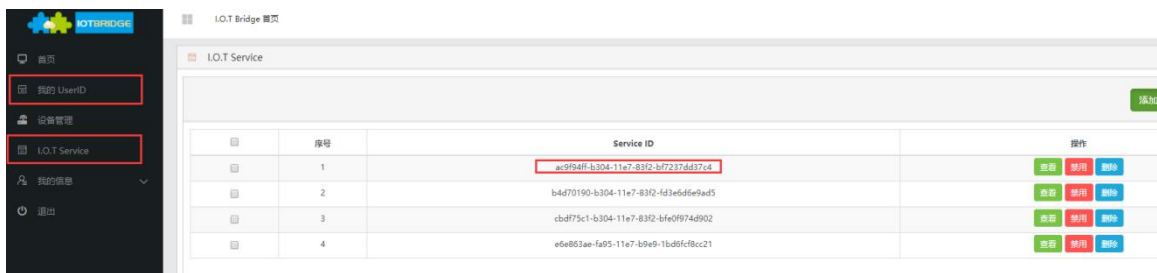 IOTBRIDGE
I.O.T Bridge 首页
首页
我的 UserID
设备管理
I.O.T Service
我的信息
退出
I.O.T Service
添加
序号 Service ID 操作
1 ac9f94ff-b304-11e7-83f2-bf7237dd37c4 查看 禁用 删除
2 b4d70190-b304-11e7-83f2-fd3e6d6e9ad5 查看 禁用 删除
3 cbdf75c1-b304-11e7-83f2-bfe0f974d902 查看 禁用 删除
4 e6e863ae-fa95-11e7-b9e9-1bd6fcf8cc21 查看 禁用 删除